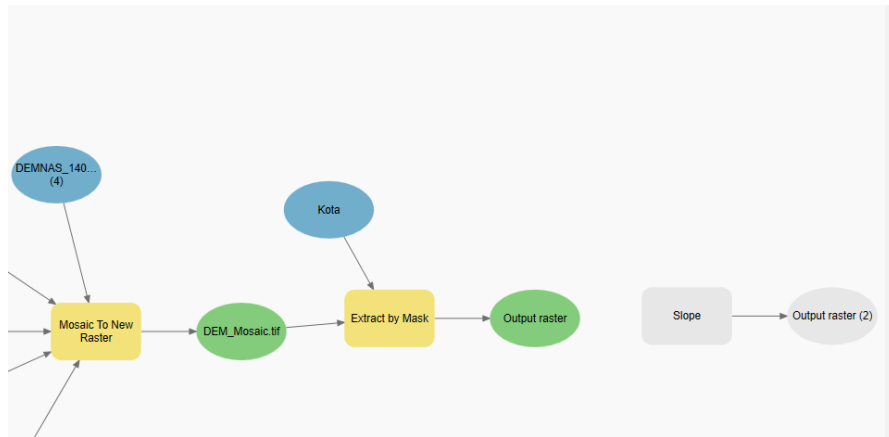 DEMNAS_140...
(4)
Kota
Mosaic To New
Raster
DEM_Mosaic.tif
Extract by Mask
Output raster
Slope
Output raster (2)